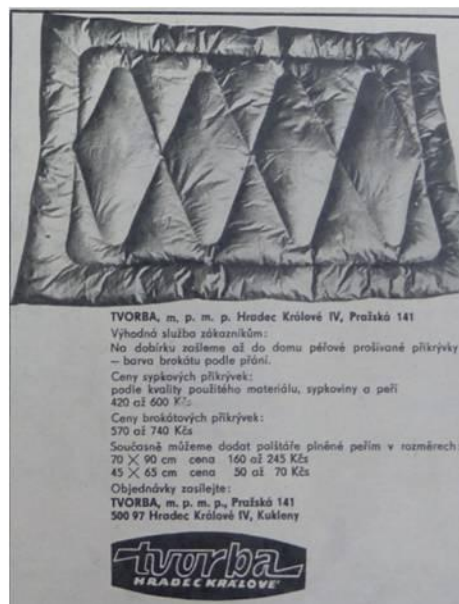 TVORBA, m. p. m. p. Hradec Králové IV, Pražská 141
Výhodná služba zákazníkům:
Na dobírku zašleme až do domu péřové prošívané přikrývky
– barva brokátu podle přání.
Ceny sypkových přikrývek:
podle kvality použitého materiálu, sypkoviny a peří
420 až 600 Kčs
Ceny brokátových přikrývek:
570 až 740 Kčs
Současně můžeme dodat polštáře plněné peřím v rozměrech:
70 × 90 cm cena 160 až 245 Kčs
45 × 65 cm cena 50 až 70 Kčs
Objednávky zasílejte:
TVORBA, m. p. m. p., Pražská 141
500 97 Hradec Králové IV, Kukleny
tvorba
HRADEC KRÁLOVÉ